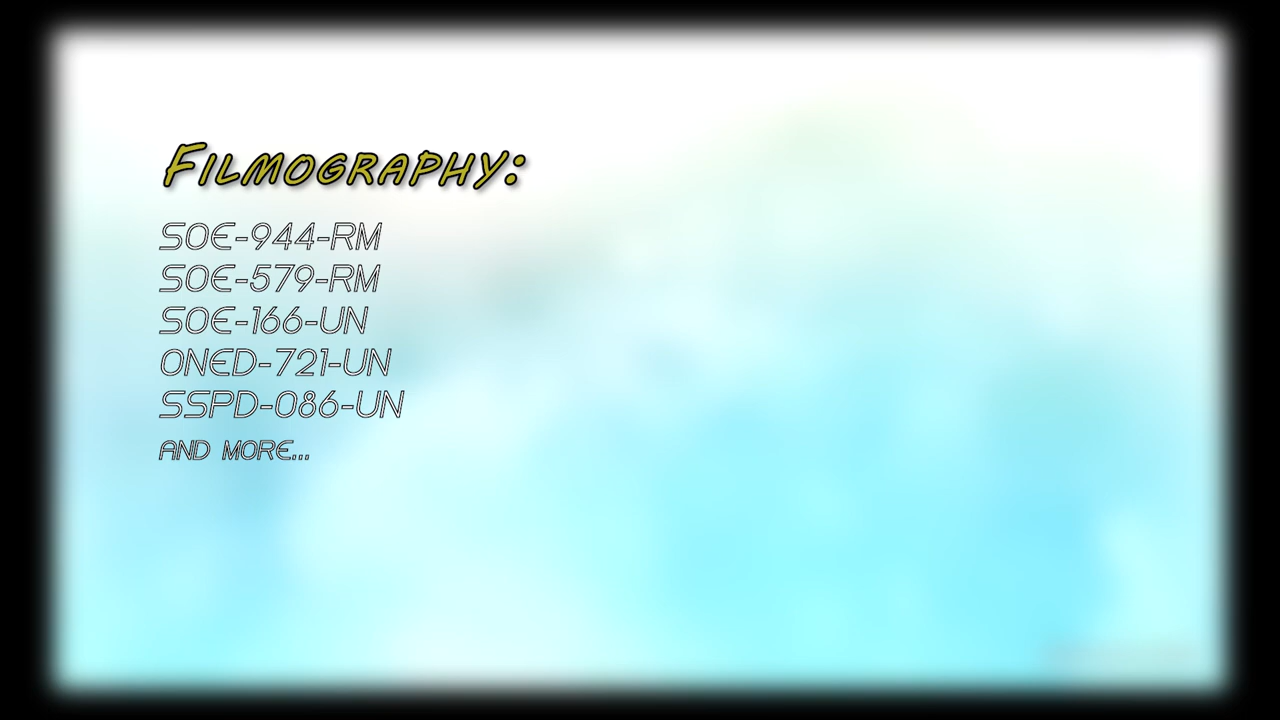 FILMOGRAPHY:
SOE-944-RM
SOE-579-RM
SOE-166-UN
ONED-721-UN
SSPD-086-UN
AND MORE...